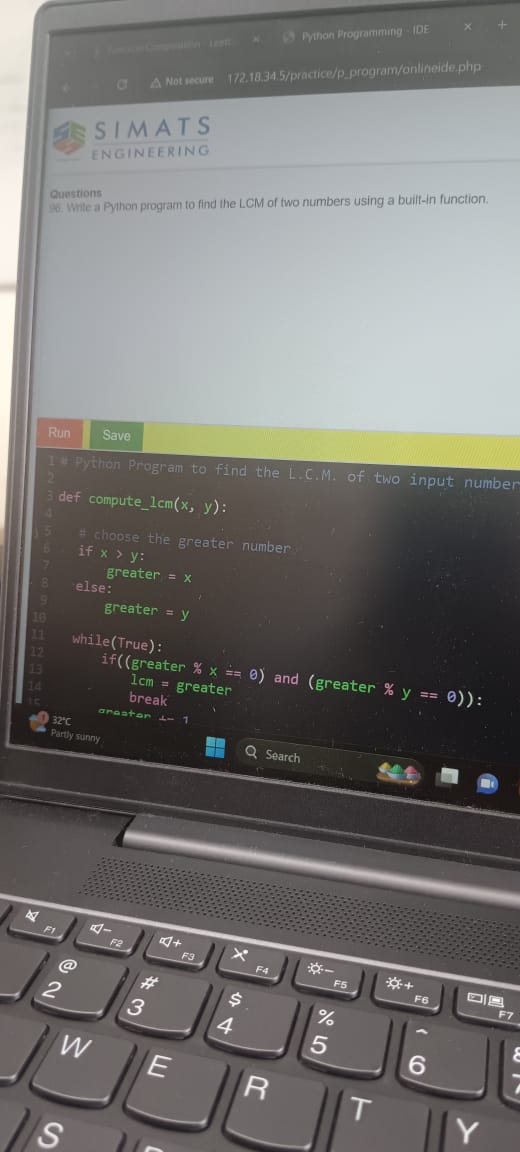 Python Programming - IDE
Not secure 172.18.34.5/practice/p_program/onlineide.php
SIMATS
ENGINEERING
Questions
96. Write a Python program to find the LCM of two numbers using a built-in function.
Run Save
1 # Python Program to find the L.C.M. of two input number
2
3 def compute_lcm(x, y):
4
5 # choose the greater number
6 if x > y:
7 greater = x
8 else:
9 greater = y
10
11 while(True):
12 if((greater % x == 0) and (greater % y == 0)):
13 lcm = greater
14 break
15 greater += 1
1
32°C
Partly sunny
Search
F1 F2 F3 F4 F5 F6 F7
@ # $ % ^
2 3 4 5 6 7
W E R T Y
S